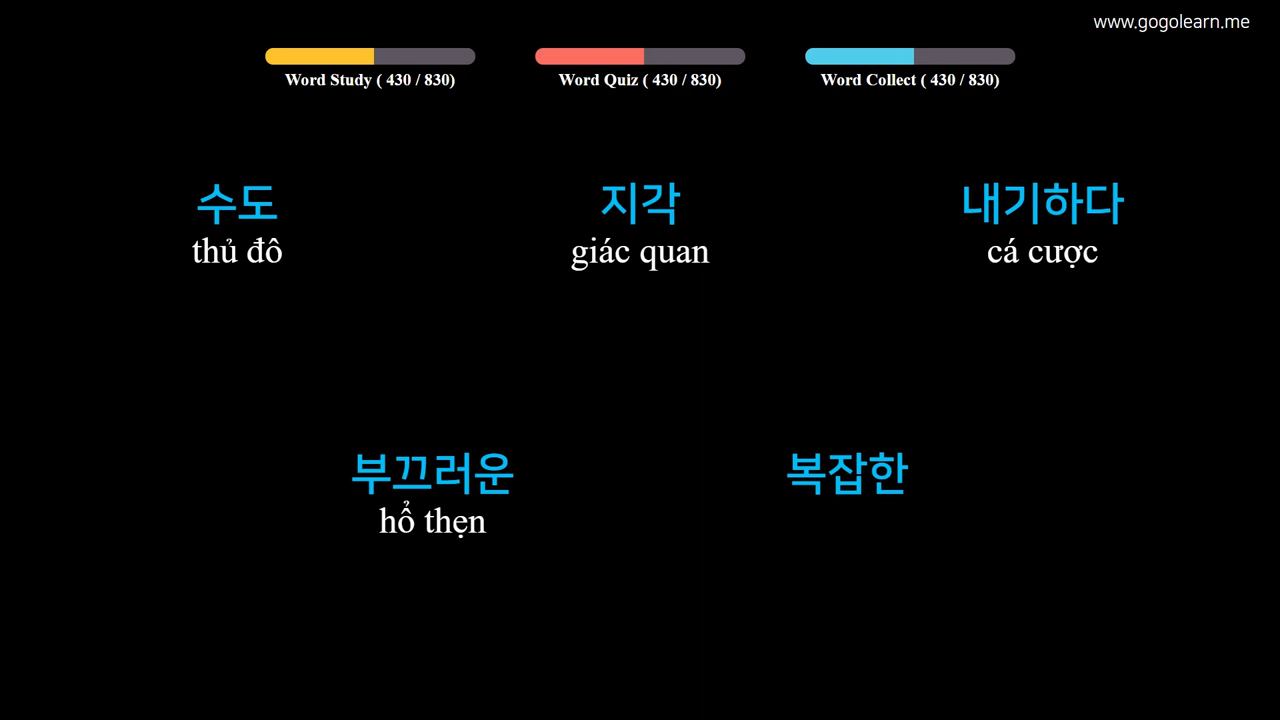 www.gogolearn.me
Word Study ( 430 / 830)
Word Quiz ( 430 / 830)
Word Collect ( 430 / 830)
수도
thủ đô
지각
giác quan
내기하다
cá cược
부끄러운
hổ thẹn
복잡한